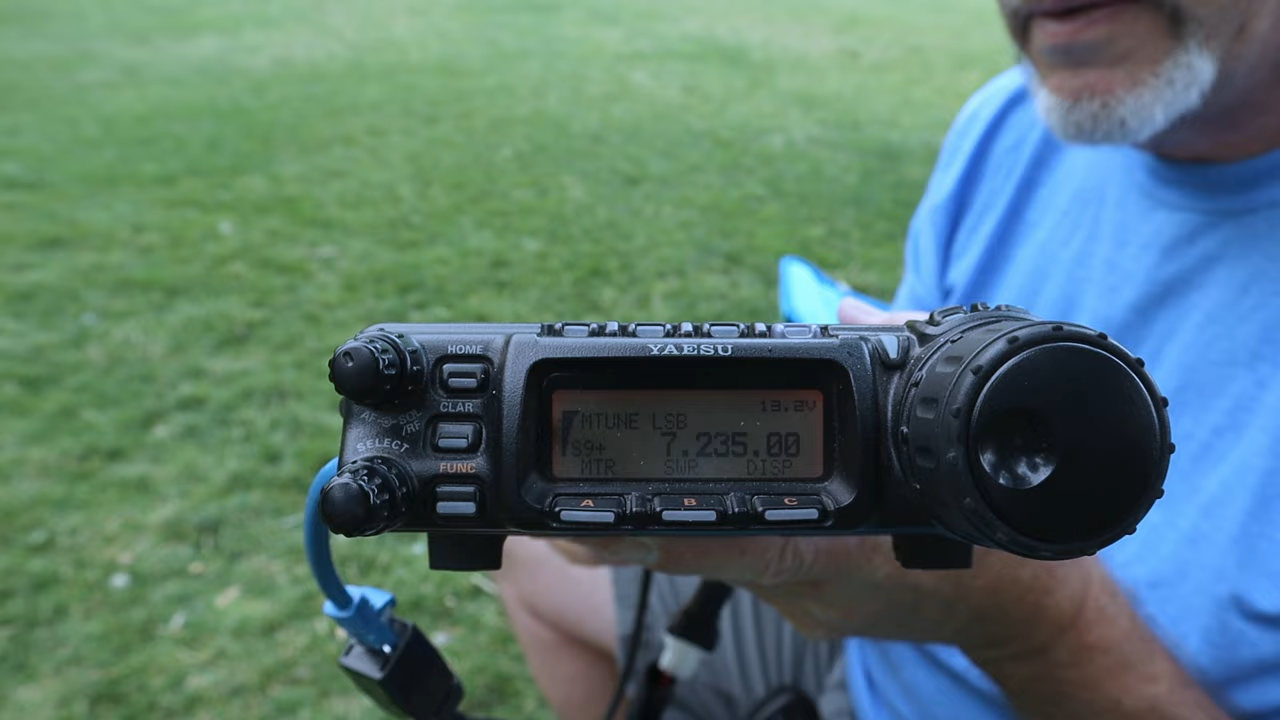 HOME
YAESU
CLAR
13.2V
MTUNE LSB
AF-SQL
/RF
S9+ 7.235.00
SELECT
MTR SWR DISP
FUNC
A B C